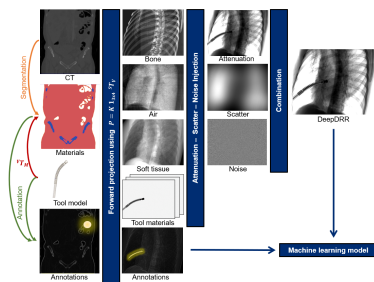 Segmentation
Annotation
CT
Materials
Tool model
Annotations
Forward projection using
Bone
Air
Soft tissue
Tool materials
Annotations
Attenuation – Scatter – Noise Injection
Attenuation
Scatter
Noise
Combination
DeepDRR
Machine learning model